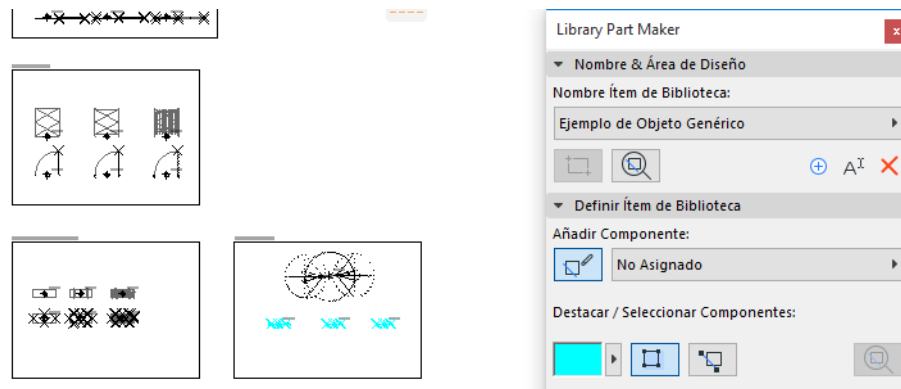 Library Part Maker
x
Nombre & Área de Diseño
Nombre Ítem de Biblioteca:
Ejemplo de Objeto Genérico
Definir Ítem de Biblioteca
Añadir Componente:
No Asignado
Destacar / Seleccionar Componentes: